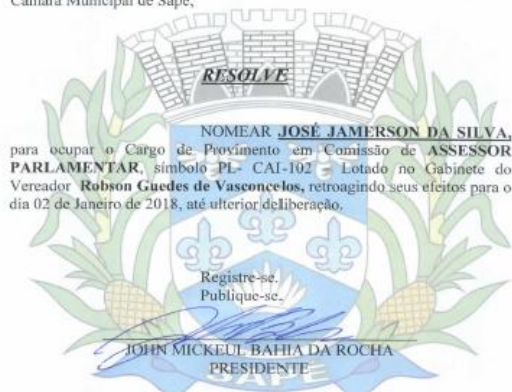 Câmara Municipal de Sapé,
RESOLVE
NOMEAR JOSÉ JAMERSON DA SILVA,
para ocupar o Cargo de Provimento em Comissão de ASSESSOR
PARLAMENTAR, símbolo PL- CAI-102 – Lotado no Gabinete do
Vereador Robson Guedes de Vasconcelos, retroagindo seus efeitos para o
dia 02 de Janeiro de 2018, até ulterior deliberação.
Registre-se.
Publique-se.
JOHN MICKEUL BAHIA DA ROCHA
PRESIDENTE
SAPÉ